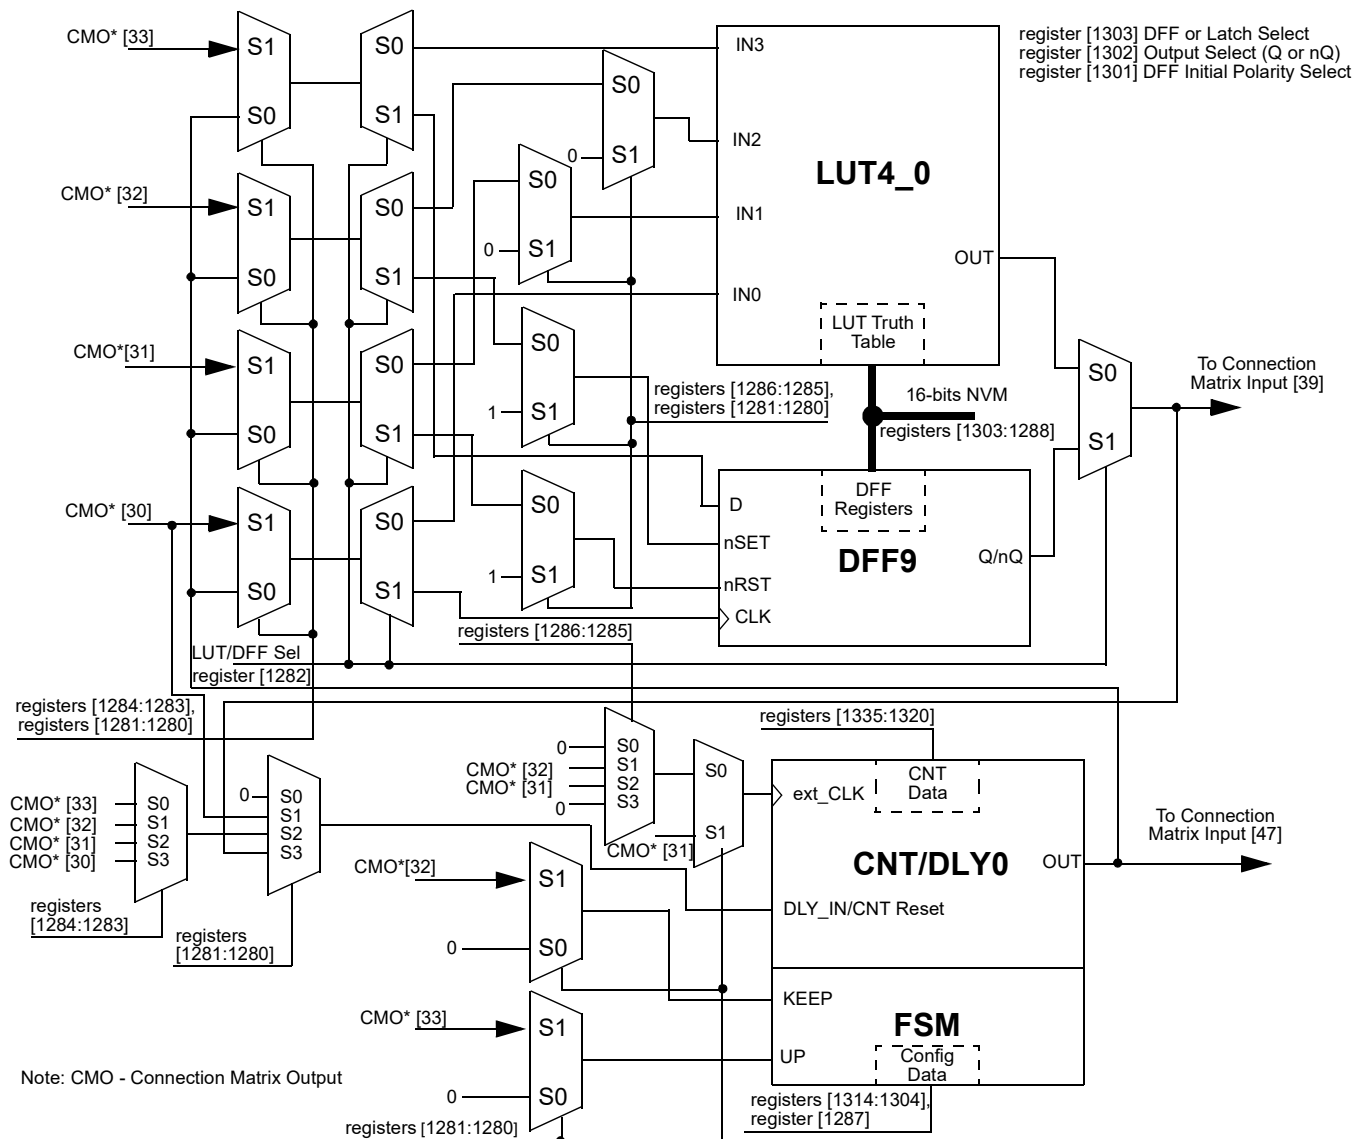 CMO* [33]
S1
S0
S0
S1
CMO* [32]
S1
S0
S0
S1
CMO*[31]
S1
S0
S0
S1
CMO* [30]
S1
S0
S0
S1
S0
0
S1
S0
0
S1
S0
1
S1
S0
1
S1
IN3
IN2
IN1
IN0
LUT4_0
OUT
LUT Truth
Table
register [1303] DFF or Latch Select
register [1302] Output Select (Q or nQ)
register [1301] DFF Initial Polarity Select
registers [1286:1285],
registers [1281:1280]
16-bits NVM
registers [1303:1288]
S0
S1
To Connection
Matrix Input [39]
DFF
Registers
D
nSET
nRST
CLK
DFF9
Q/nQ
LUT/DFF Sel
register [1282]
registers [1286:1285]
registers [1284:1283],
registers [1281:1280]
CMO* [33]
CMO* [32]
CMO* [31]
CMO* [30]
S0
S1
S2
S3
registers
[1284:1283]
0
S0
S1
S2
S3
registers
[1281:1280]
0
CMO* [32]
CMO* [31]
0
S0
S1
S2
S3
S0
S1
CMO* [31]
registers [1335:1320]
CNT
Data
ext_CLK
CNT/DLY0
OUT
DLY_IN/CNT Reset
To Connection
Matrix Input [47]
CMO*[32]
S1
0
S0
KEEP
FSM
UP
Config
Data
CMO* [33]
S1
0
S0
registers [1281:1280]
registers [1314:1304],
register [1287]
Note: CMO - Connection Matrix Output